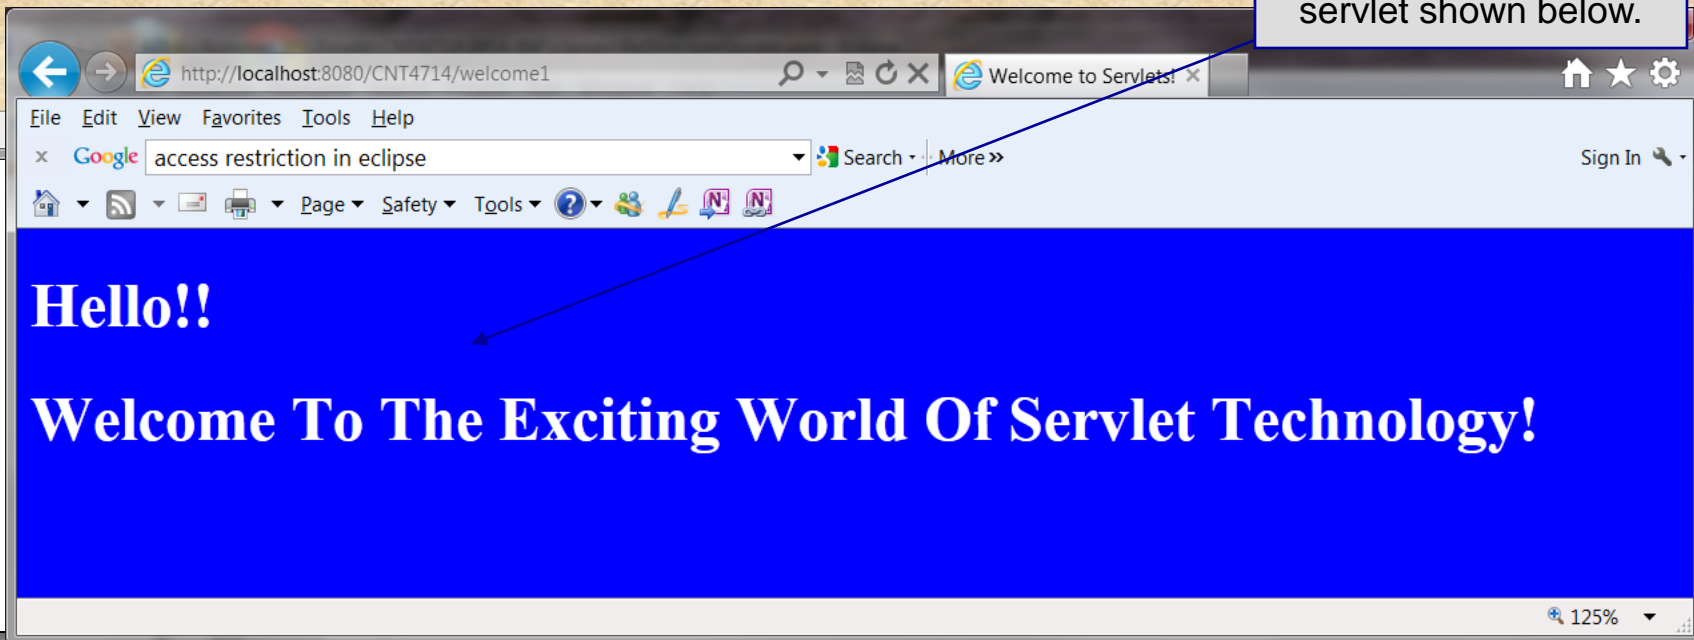 servlet shown below.
http://localhost:8080/CNT4714/welcome1
Welcome to Servlets!
File Edit View Favorites Tools Help
x Google access restriction in eclipse Search More » Sign In
Page Safety Tools
Hello!!
Welcome To The Exciting World Of Servlet Technology!
125%